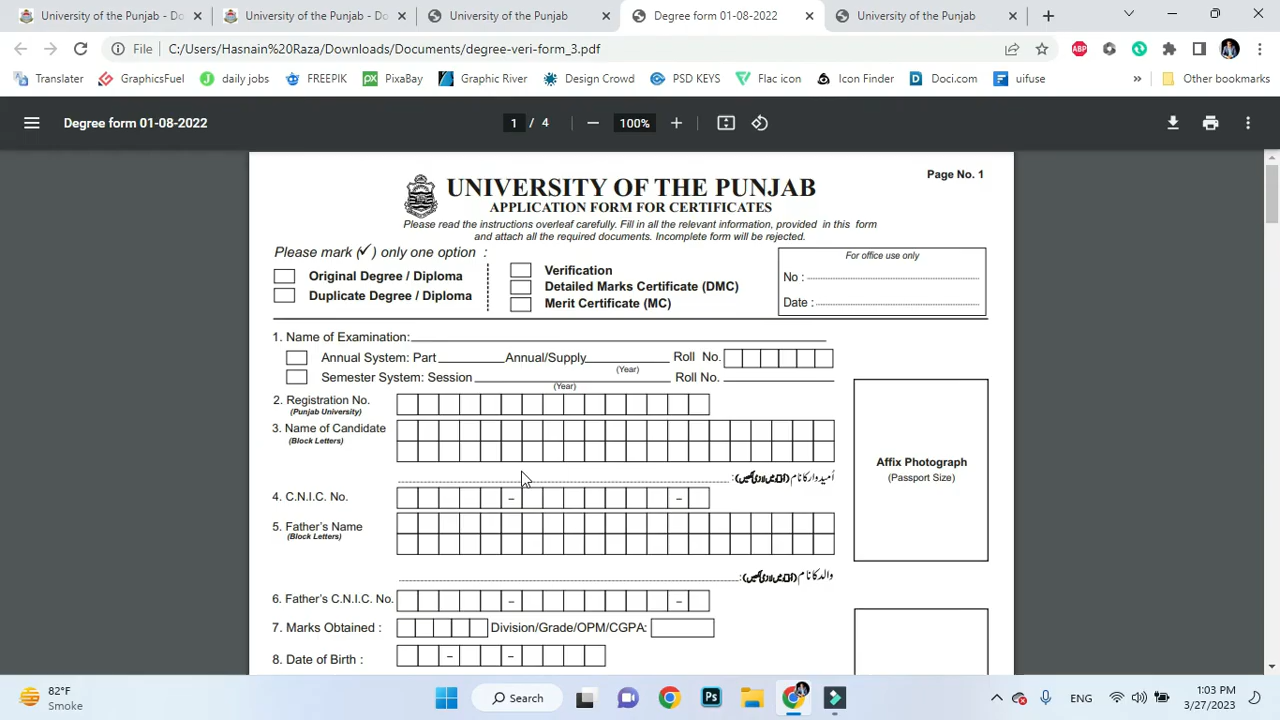 University of the Punjab - Do
University of the Punjab - Do
University of the Punjab
Degree form 01-08-2022
University of the Punjab
File
C:/Users/Hasnain%20Raza/Downloads/Documents/degree-veri-form_3.pdf
ABP
Translater
GraphicsFuel
daily jobs
FREEPIK
PixaBay
Graphic River
Design Crowd
PSD KEYS
Flac icon
Icon Finder
Doci.com
uifuse
»
Other bookmarks
Degree form 01-08-2022
1 / 4
100%
Page No. 1
UNIVERSITY OF THE PUNJAB
APPLICATION FORM FOR CERTIFICATES
Please read the instructions overleaf carefully. Fill in all the relevant information, provided in this form
and attach all the required documents. Incomplete form will be rejected.
Please mark (✓) only one option :
Original Degree / Diploma
Duplicate Degree / Diploma
Verification
Detailed Marks Certificate (DMC)
Merit Certificate (MC)
For office use only
No :
Date :
1. Name of Examination:
Annual System: Part Annual/Supply Roll No.
(Year)
Semester System: Session Roll No.
(Year)
2. Registration No.
(Punjab University)
3. Name of Candidate
(Block Letters)
اُمیدوار کا نام
4. C.N.I.C. No.
5. Father's Name
(Block Letters)
والد کا نام
6. Father's C.N.I.C. No.
7. Marks Obtained : Division/Grade/OPM/CGPA:
8. Date of Birth :
Affix Photograph
(Passport Size)
82°F
Smoke
Search
Ps
ENG
1:03 PM
3/27/2023